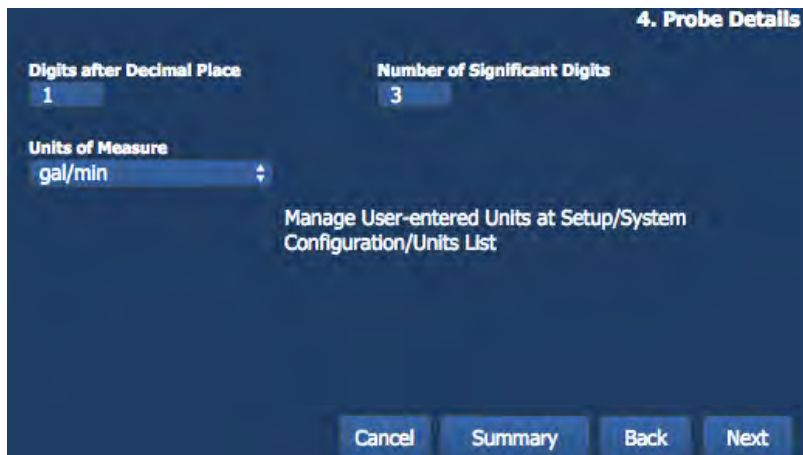 4. Probe Details
Digits after Decimal Place
Number of Significant Digits
1
3
Units of Measure
gal/min
Manage User-entered Units at Setup/System
Configuration/Units List
Cancel
Summary
Back
Next